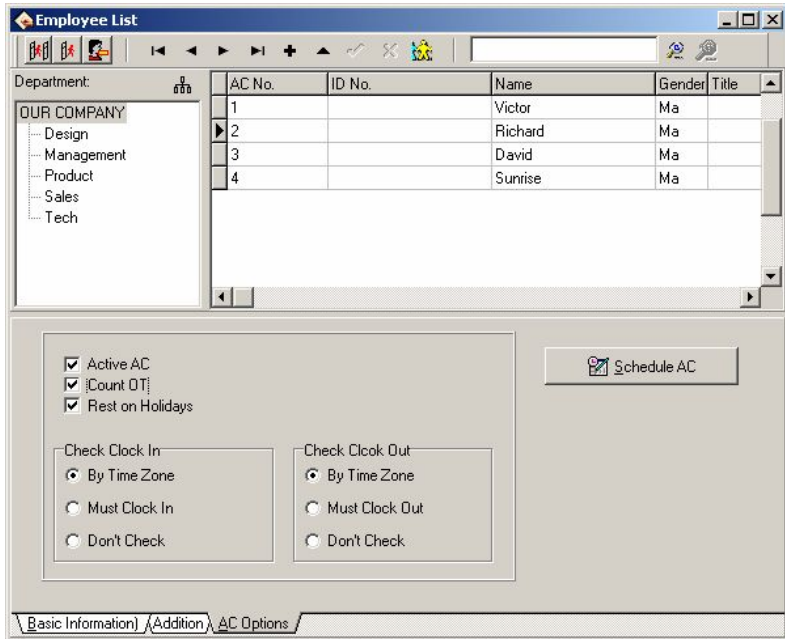 Employee List
Department:
OUR COMPANY
Design
Management
Product
Sales
Tech
AC No. ID No. Name Gender Title
1 Victor Ma
2 Richard Ma
3 David Ma
4 Sunrise Ma
Active AC
Count OT
Rest on Holidays
Schedule AC
Check Clock In
By Time Zone
Must Clock In
Don't Check
Check Clcok Out
By Time Zone
Must Clock Out
Don't Check
Basic Information) Addition AC Options